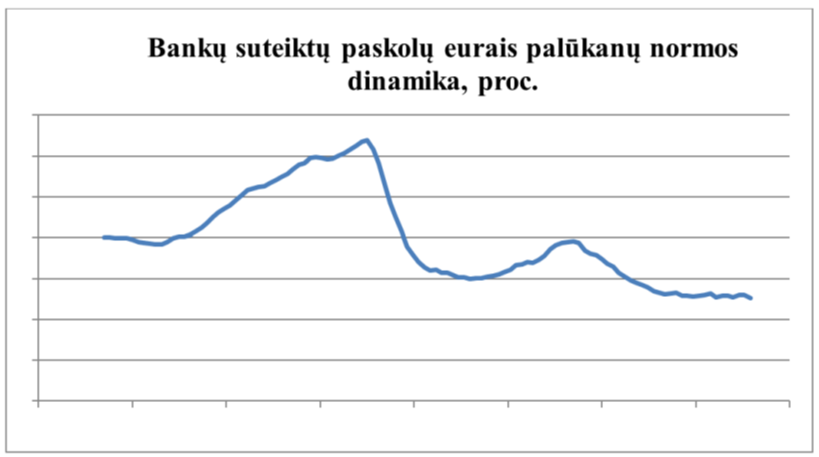 Bankų suteiktų paskolų eurais palūkanų normos
dinamika, proc.